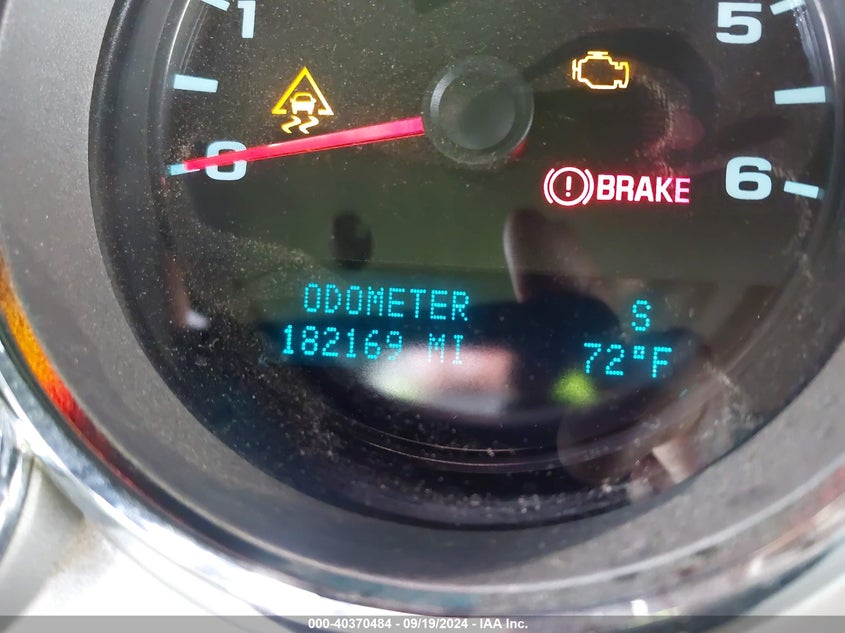 1
5
0
6
BRAKE
ODOMETER
S
182169 MI
72°F
000-40370484 - 09/19/2024 - IAA Inc.